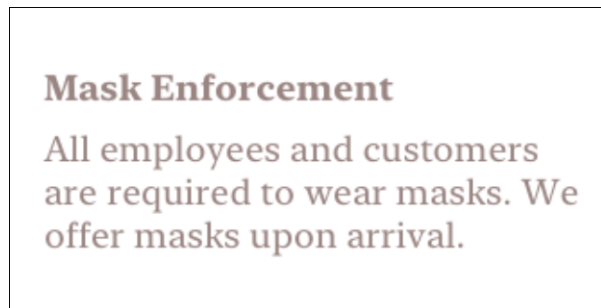 Mask Enforcement
All employees and customers
are required to wear masks. We
offer masks upon arrival.